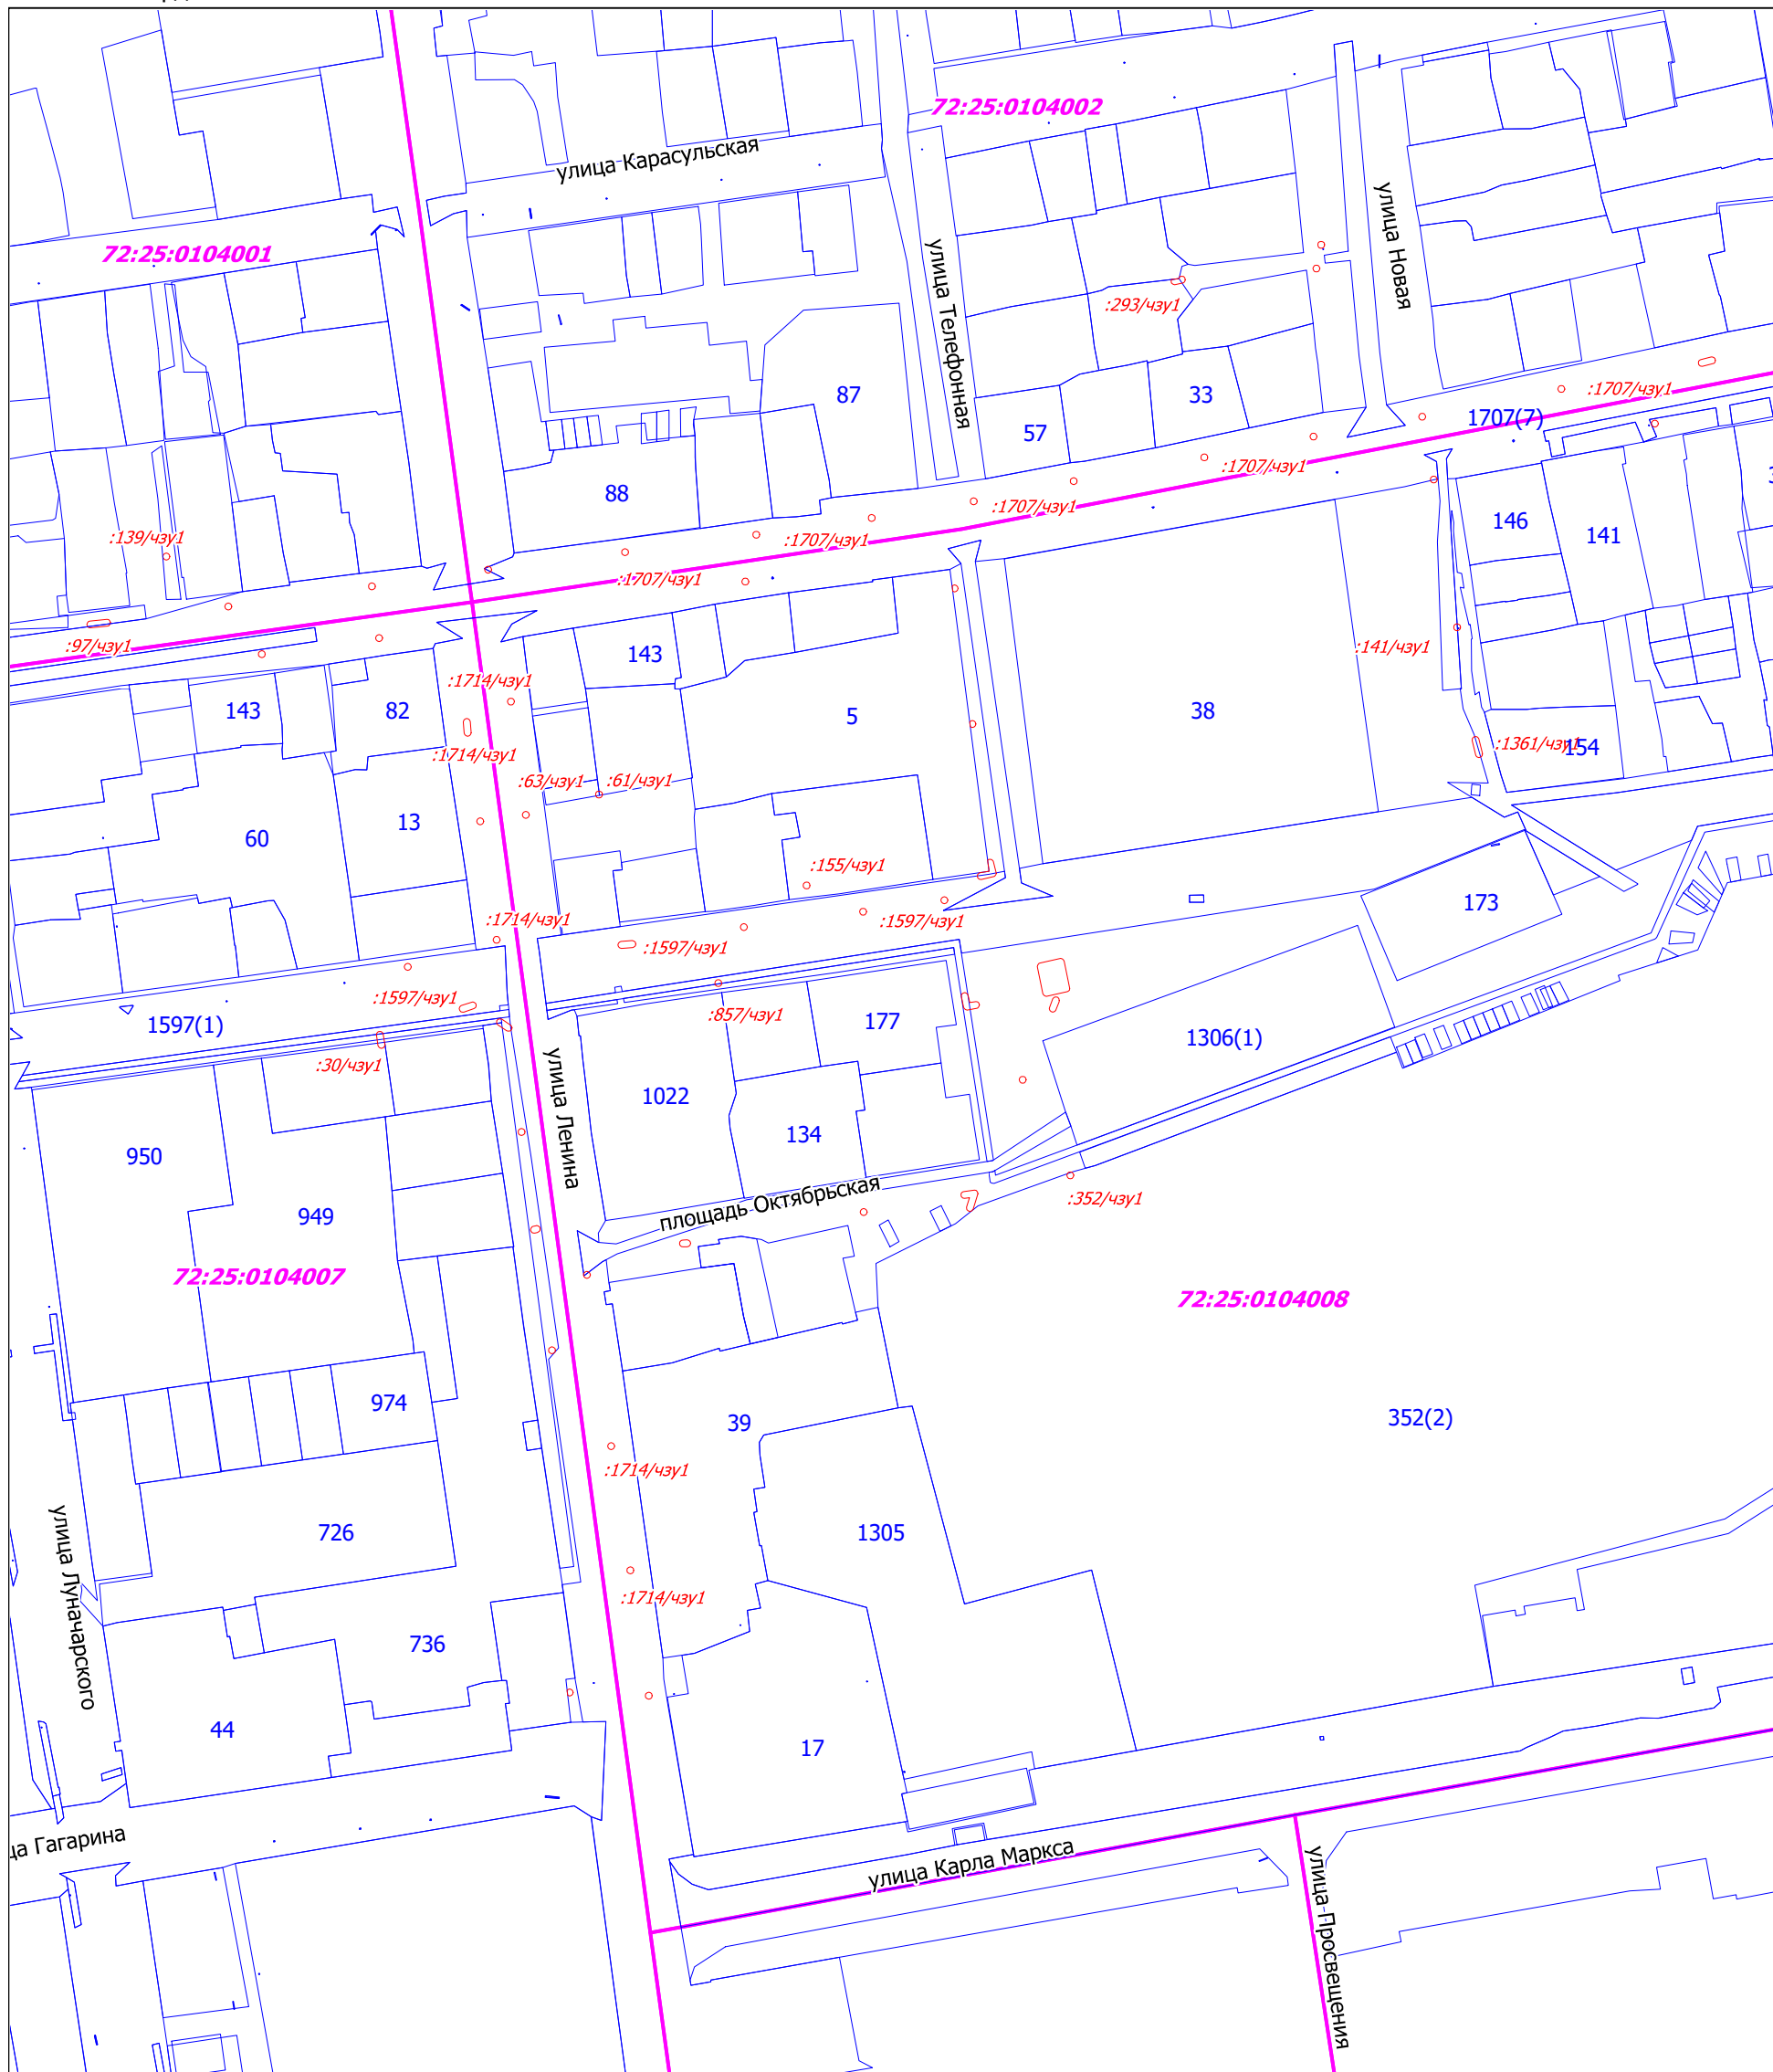 72:25:0104002
улица Карасульская
72:25:0104001
улица Новая
улица Телефонная
:293/чзу1
87
33
:1707/чзу1
1707(7)
57
:1707/чзу1
88
:1707/чзу1
146
141
:139/чзу1
:1707/чзу1
:1707/чзу1
:97/чзу1
143
:141/чзу1
:1714/чзу1
143
82
5
38
:1714/чзу1
:1361/чзу1
154
:63/чзу1
:61/чзу1
13
60
:155/чзу1
173
:1714/чзу1
:1597/чзу1
:1597/чзу1
:1597/чзу1
:857/чзу1
177
1597(1)
1306(1)
:30/чзу1
улица Ленина
1022
134
950
площадь Октябрьская
:352/чзу1
949
72:25:0104007
72:25:0104008
974
39
352(2)
:1714/чзу1
726
1305
улица Луначарского
:1714/чзу1
736
44
17
ца Гагарина
улица Карла Маркса
улица Просвещения